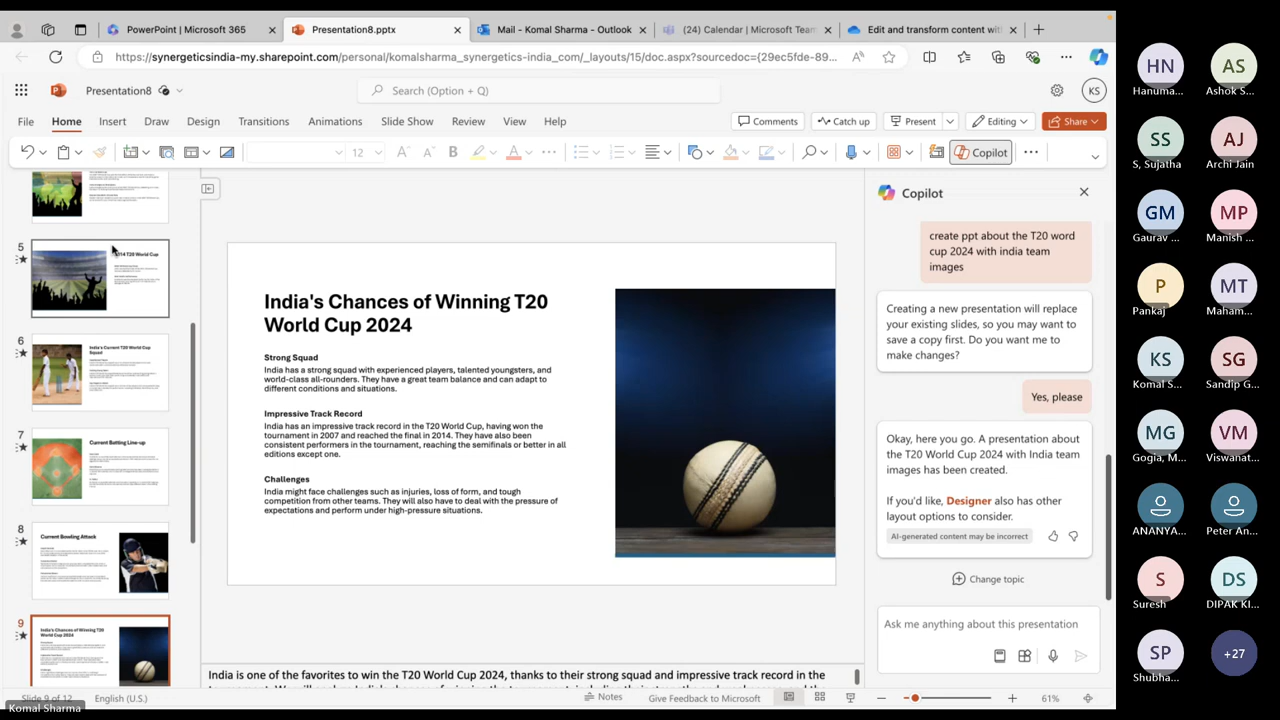 PowerPoint | Microsoft 365
Presentation8.pptx
Mail - Komal Sharma - Outlook
(24) Calendar | Microsoft Team
Edit and transform content with
https://synergeticsindia-my.sharepoint.com/personal/komalsharma_synergetics-india_com/_layouts/15/doc.aspx?sourcedoc={29ec5fde-89...
Presentation8
Search (Option + Q)
KS
File Home Insert Draw Design Transitions Animations Slide Show Review View Help
Comments Catch up Present Editing Share
12
Copilot
5
2014 T20 World Cup
6
India's Current T20 World Cup
Squad
7
Current Batting Line-up
8
Current Bowling Attack
9
India's Chances of Winning T20
World Cup 2024
India's Chances of Winning T20
World Cup 2024
Strong Squad
India has a strong squad with experienced players, talented youngsters, and
world-class all-rounders. They have a great team balance and can adapt to
different conditions and situations.
Impressive Track Record
India has an impressive track record in the T20 World Cup, having won the
tournament in 2007 and reached the final in 2014. They have also been
consistent performers in the tournament, reaching the semifinals or better in all
editions except one.
Challenges
India might face challenges such as injuries, loss of form, and tough
competition from other teams. They will also have to deal with the pressure of
expectations and perform under high-pressure situations.
India is one of the favorites to win the T20 World Cup 2024, thanks to their strong squad and impressive track record in the
Copilot
create ppt about the T20 word
cup 2024 with india team
images
Creating a new presentation will replace
your existing slides, so you may want to
save a copy first. Do you want me to
make changes?
Yes, please
Okay, here you go. A presentation about
the T20 World Cup 2024 with India team
images has been created.
If you'd like, Designer also has other
layout options to consider.
AI-generated content may be incorrect
Change topic
Ask me anything about this presentation
Slide 9 of 12 English (U.S.)
Notes Give Feedback to Microsoft 61%
Komal Sharma
HN AS
Hanuma... Ashok S...
SS AJ
S, Sujatha Archi Jain
GM MP
Gaurav ... Manish ...
P MT
Pankaj Maham...
KS SG
Komal S... Sandip G...
MG VM
Gogia, M... Viswanat...
ANANYA... Peter An...
S DS
Suresh DIPAK KI...
SP +27
Shubha...